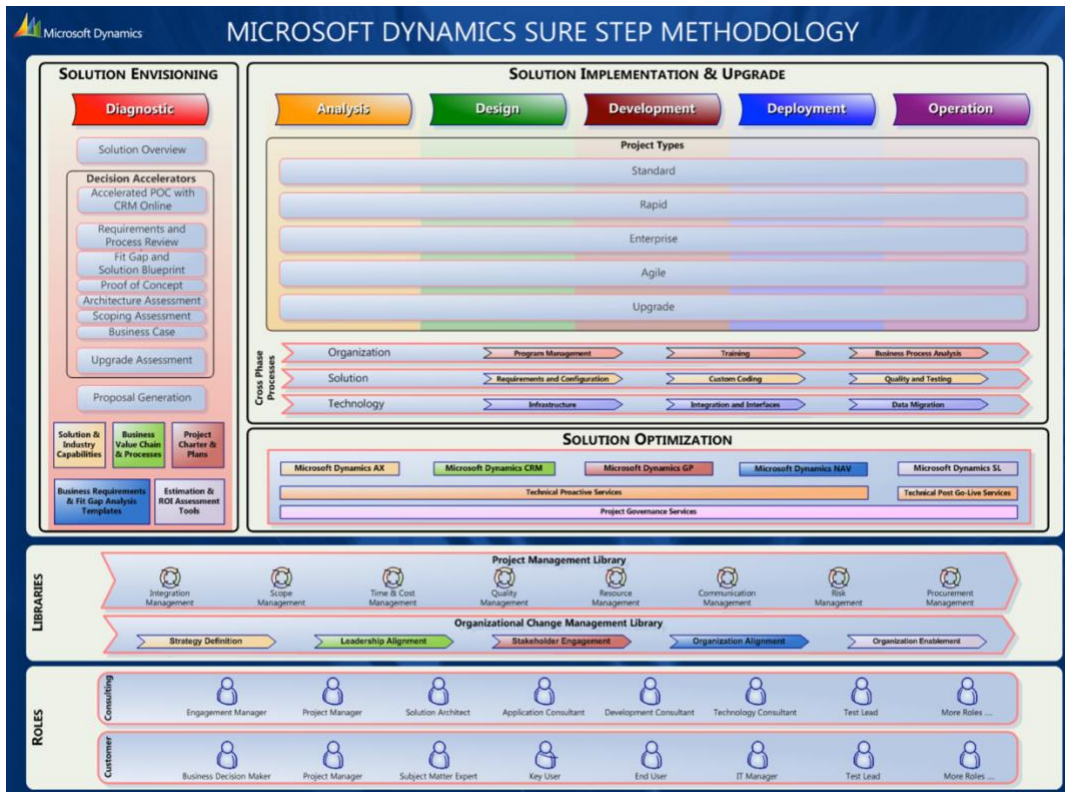 Microsoft Dynamics
MICROSOFT DYNAMICS SURE STEP METHODOLOGY
SOLUTION ENVISIONING
Diagnostic
Solution Overview
Decision Accelerators
Accelerated POC with
CRM Online
Requirements and
Process Review
Fit Gap and
Solution Blueprint
Proof of Concept
Architecture Assessment
Scoping Assessment
Business Case
Upgrade Assessment
Proposal Generation
Solution &
Industry
Capabilities
Business
Value Chain
& Processes
Project
Charter &
Plans
Business Requirements
& Fit Gap Analysis
Templates
Estimation &
ROI Assessment
Tools
SOLUTION IMPLEMENTATION & UPGRADE
Analysis
Design
Development
Deployment
Operation
Project Types
Standard
Rapid
Enterprise
Agile
Upgrade
Cross Phase
Processes
Organization
Program Management
Training
Business Process Analysis
Solution
Requirements and Configuration
Custom Coding
Quality and Testing
Technology
Infrastructure
Integration and Interfaces
Data Migration
SOLUTION OPTIMIZATION
Microsoft Dynamics AX
Microsoft Dynamics CRM
Microsoft Dynamics GP
Microsoft Dynamics NAV
Microsoft Dynamics SL
Technical Proactive Services
Technical Post Go-Live Services
Project Governance Services
LIBRARIES
Project Management Library
Integration
Management
Scope
Management
Time & Cost
Management
Quality
Management
Resource
Management
Communication
Management
Risk
Management
Procurement
Management
Organizational Change Management Library
Strategy Definition
Leadership Alignment
Stakeholder Engagement
Organization Alignment
Organization Enablement
ROLES
Consulting
Engagement Manager
Project Manager
Solution Architect
Application Consultant
Development Consultant
Technology Consultant
Test Lead
More Roles ...
Customer
Business Decision Maker
Project Manager
Subject Matter Expert
Key User
End User
IT Manager
Test Lead
More Roles ...